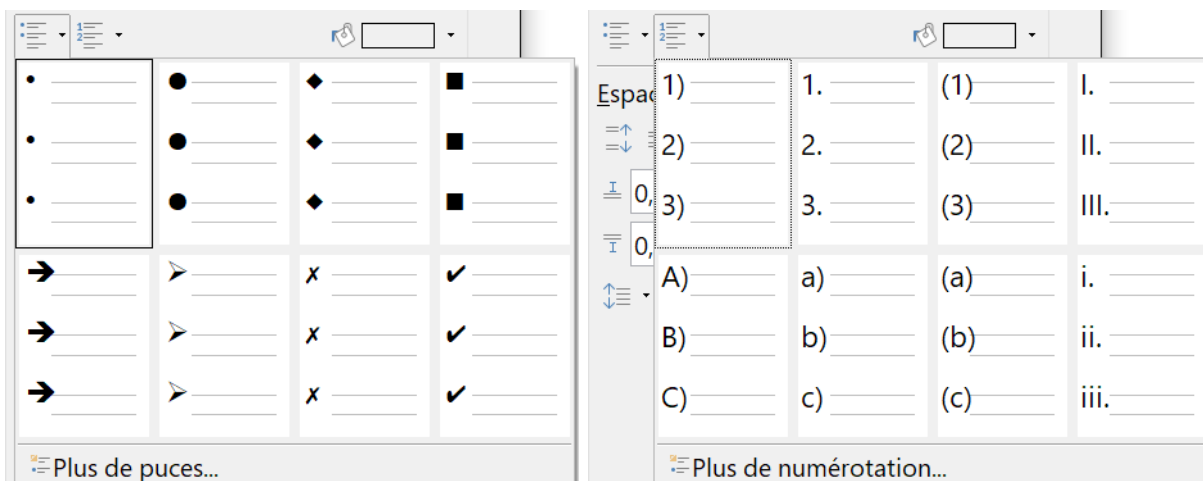 Espa
0,
0,
1) 1. (1) I.
2) 2. (2) II.
3) 3. (3) III.
A) a) (a) i.
B) b) (b) ii.
C) c) (c) iii.
Plus de puces...
Plus de numérotation...